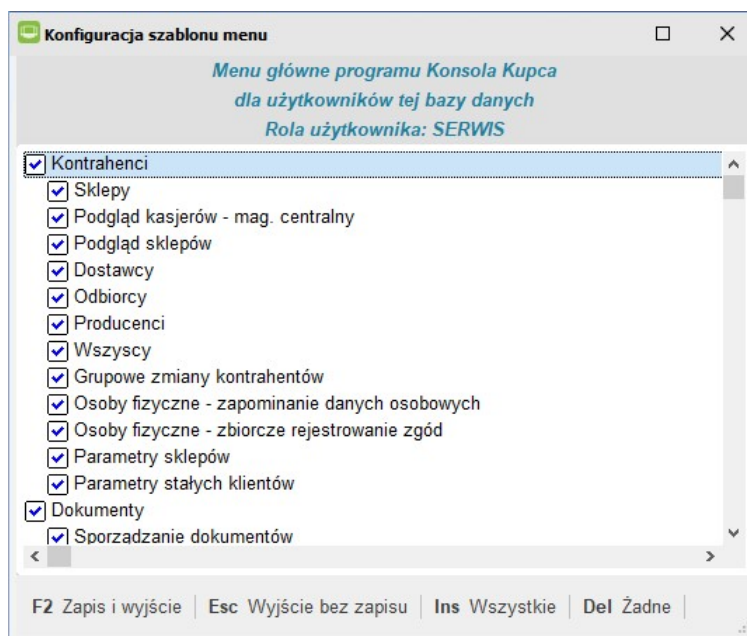 Konfiguracja szablonu menu
Menu główne programu Konsola Kupca
dla użytkowników tej bazy danych
Rola użytkownika: SERWIS
Kontrahenci
Sklepy
Podgląd kasjerów - mag. centralny
Podgląd sklepów
Dostawcy
Odbiorcy
Producenci
Wszyscy
Grupowe zmiany kontrahentów
Osoby fizyczne - zapominanie danych osobowych
Osoby fizyczne - zbiorcze rejestrowanie zgód
Parametry sklepów
Parametry stałych klientów
Dokumenty
Sporządzanie dokumentów
F2 Zapis i wyjście | Esc Wyjście bez zapisu | Ins Wszystkie | Del Żadne |